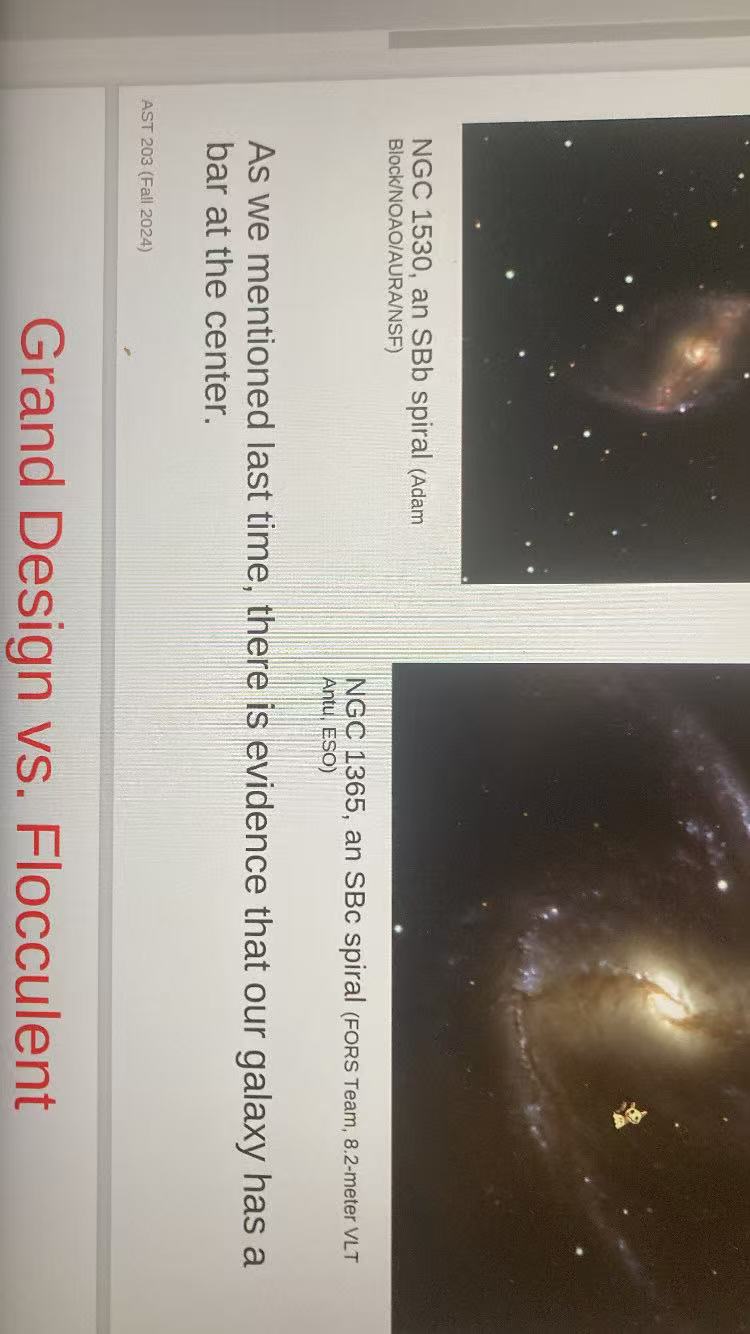 NGC 1530, an SBb spiral (Adam
Block/NOAO/AURA/NSF)
NGC 1365, an SBc spiral (FORS Team, 8.2-meter VLT
Antu, ESO)
As we mentioned last time, there is evidence that our galaxy has a
bar at the center.
AST 203 (Fall 2024)
Grand Design vs. Flocculent